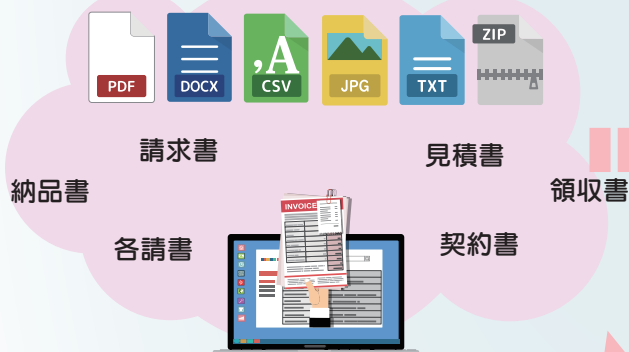 PDF
DOCX
,A
CSV
JPG
TXT
ZIP
請求書
見積書
納品書
領収書
各請書
契約書
INVOICE